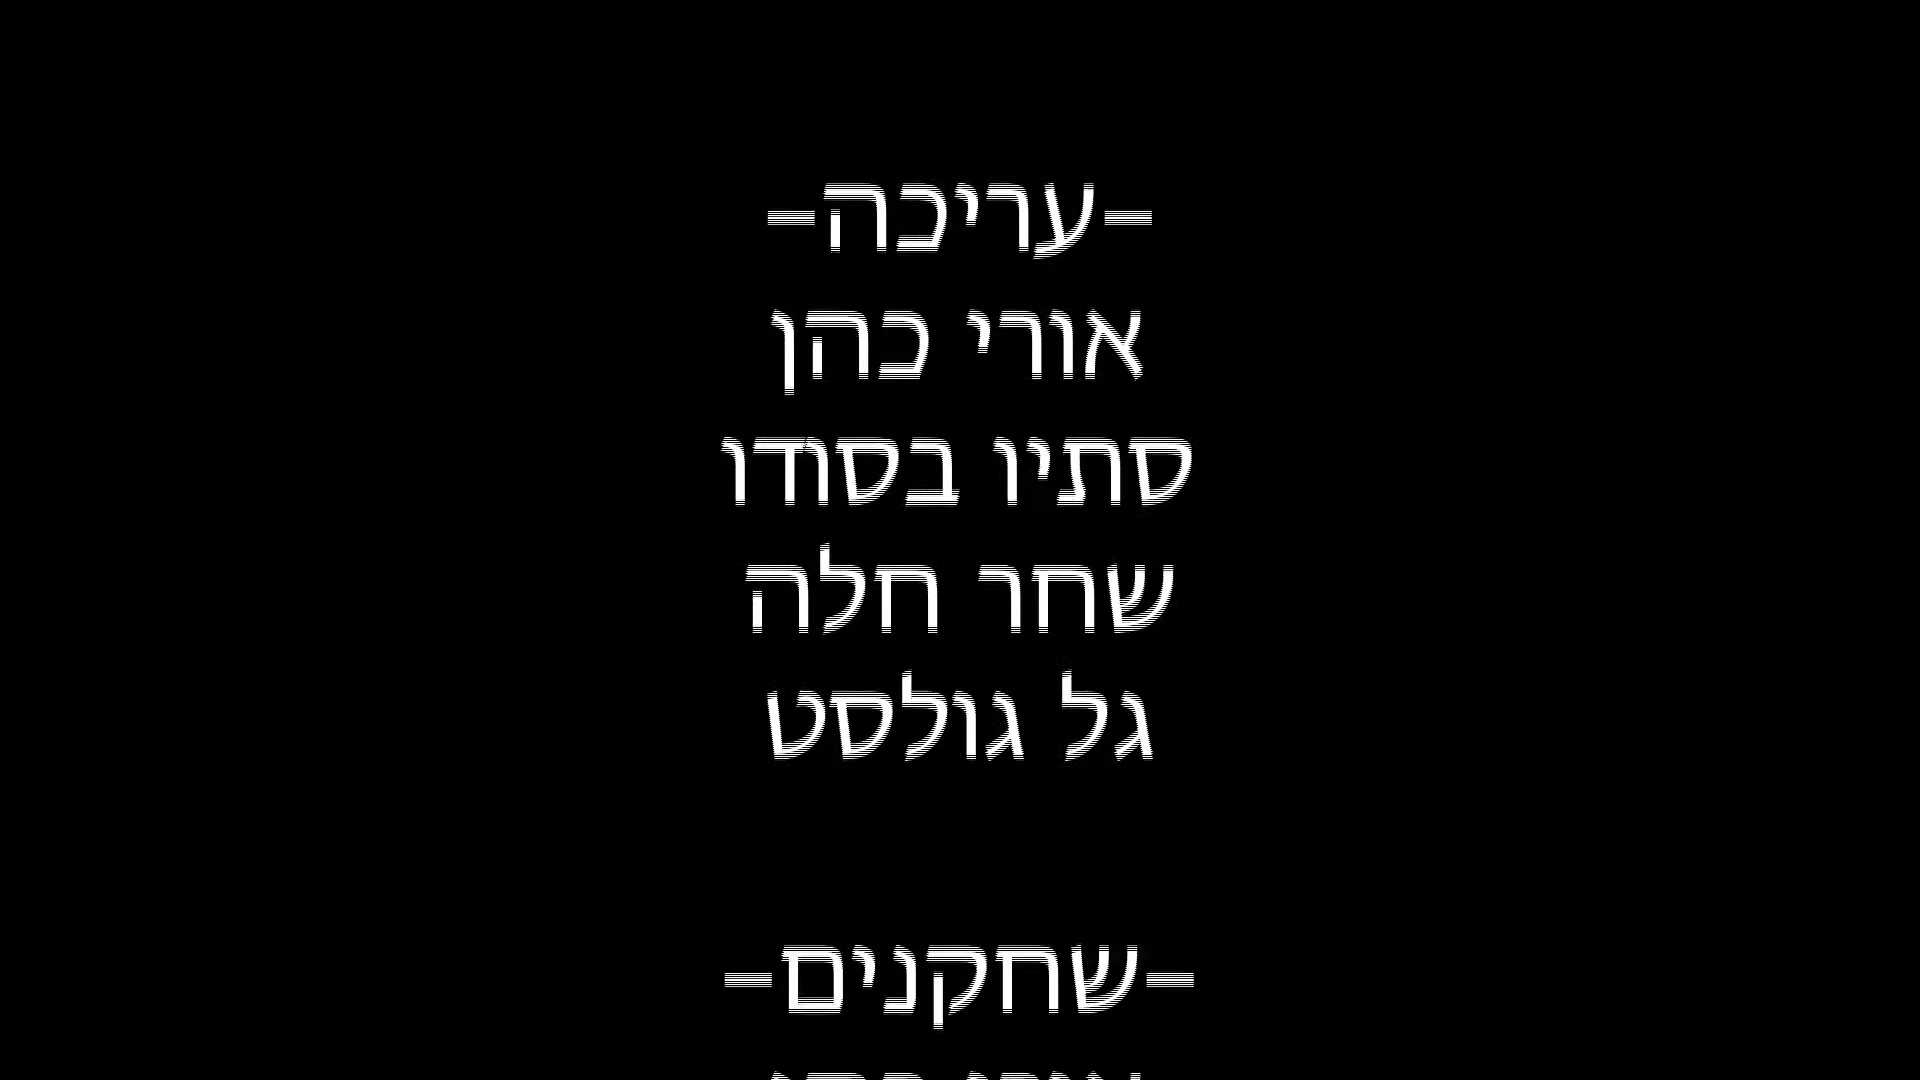 -עריכה-
אורי כהן
סתיו בסודו
שחר חלה
גל גולסט
-שחקנים-